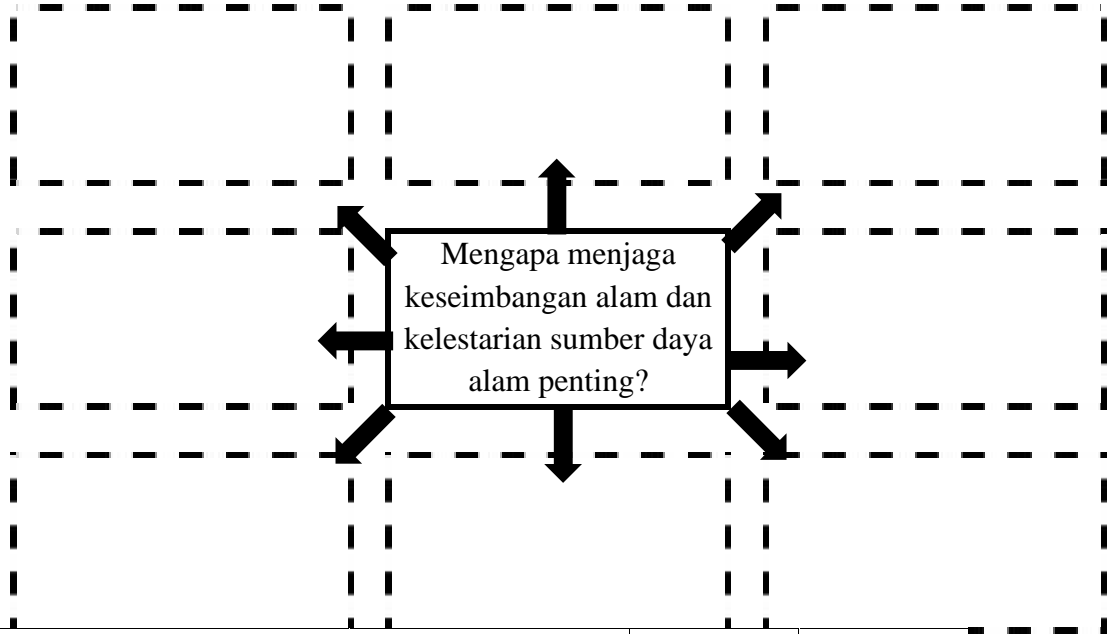 Mengapa menjaga
keseimbangan alam dan
kelestarian sumber daya
alam penting?